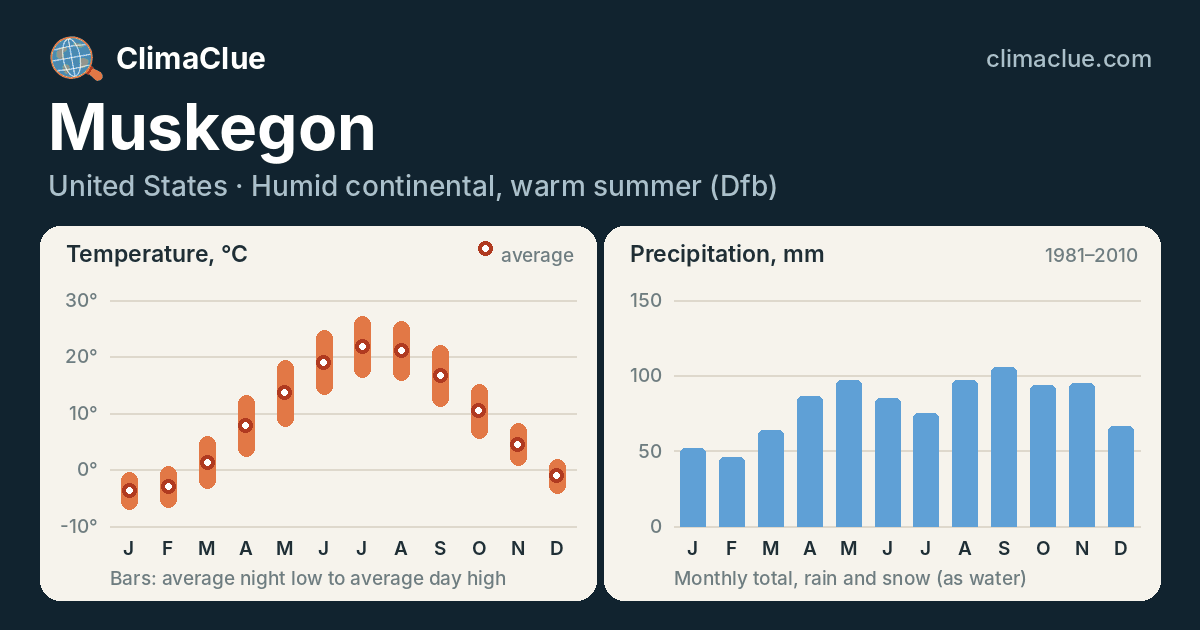 ClimaClue
climaclue.com
Muskegon
United States · Humid continental, warm summer (Dfb)
Temperature, °C
average
30°
20°
10°
0°
-10°
J F M A M J J A S O N D
Bars: average night low to average day high
Precipitation, mm
1981–2010
150
100
50
0
J F M A M J J A S O N D
Monthly total, rain and snow (as water)